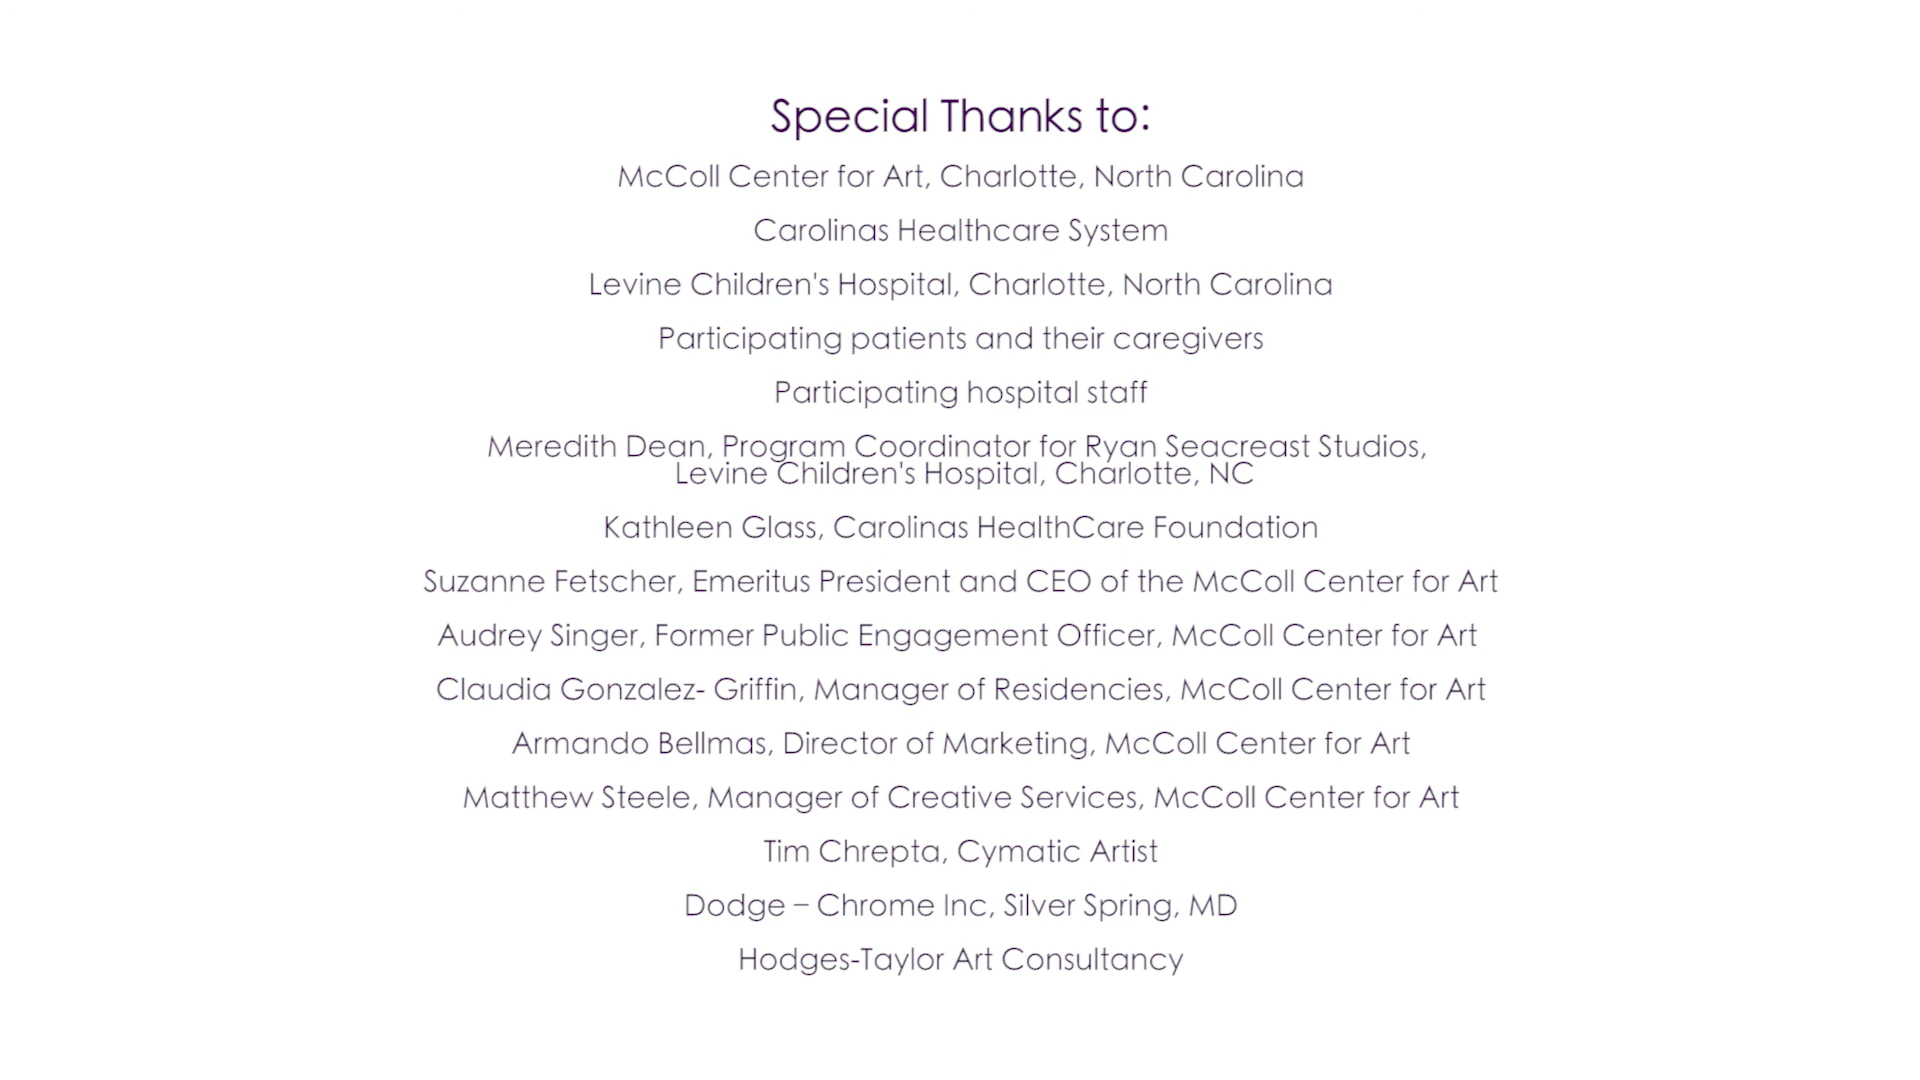 Special Thanks to:
McColl Center for Art, Charlotte, North Carolina
Carolinas Healthcare System
Levine Children's Hospital, Charlotte, North Carolina
Participating patients and their caregivers
Participating hospital staff
Meredith Dean, Program Coordinator for Ryan Seacreast Studios,
Levine Children's Hospital, Charlotte, NC
Kathleen Glass, Carolinas HealthCare Foundation
Suzanne Fetscher, Emeritus President and CEO of the McColl Center for Art
Audrey Singer, Former Public Engagement Officer, McColl Center for Art
Claudia Gonzalez- Griffin, Manager of Residencies, McColl Center for Art
Armando Bellmas, Director of Marketing, McColl Center for Art
Matthew Steele, Manager of Creative Services, McColl Center for Art
Tim Chrepta, Cymatic Artist
Dodge – Chrome Inc, Silver Spring, MD
Hodges-Taylor Art Consultancy